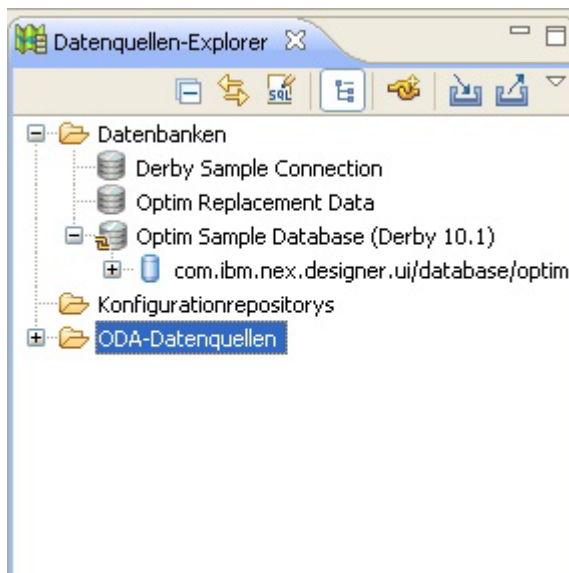 Datenquellen-Explorer
SQL
Datenbanken
Derby Sample Connection
Optim Replacement Data
Optim Sample Database (Derby 10.1)
com.ibm.nex.designer.ui/database/optim
Konfigurationrepositorys
ODA-Datenquellen